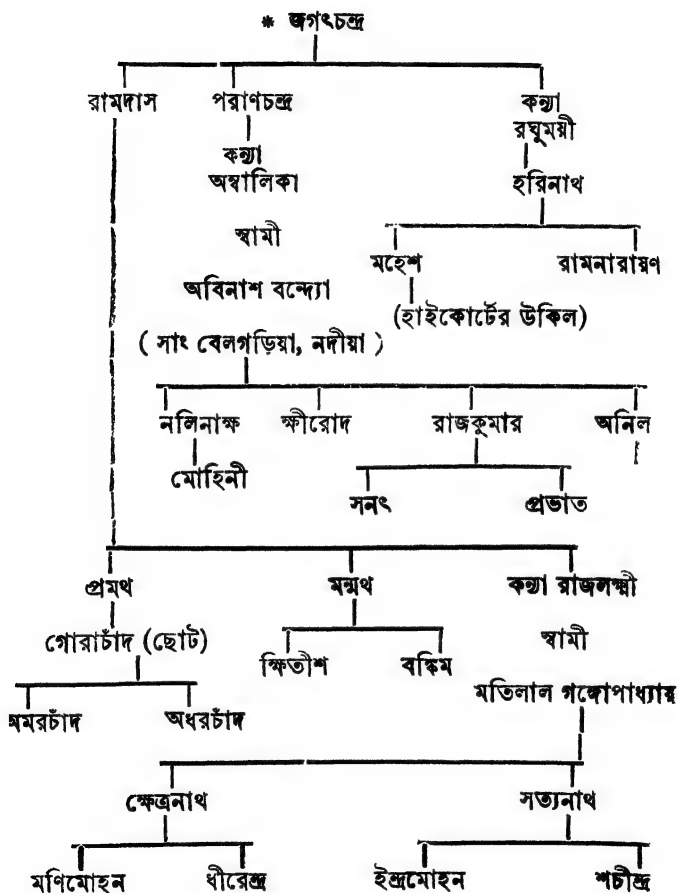 * জগৎচন্দ্র
রামদাস পরাণচন্দ্র কন্যা
রঘুময়ী
কন্যা
অম্বালিকা হরিনাথ
স্বামী
মহেশ রামনারায়ণ
অবিনাশ বন্দ্যো
(হাইকোর্টের উকিল)
( সাং বেলগড়িয়া, নদীয়া )
নলিনাক্ষ ক্ষীরোদ রাজকুমার অনিল
মোহিনী
সনৎ প্রভাত
প্রমথ মন্মথ কন্যা রাজলক্ষ্মী
গোরাচাঁদ (ছোট) স্বামী
ক্ষিতীশ বঙ্কিম
মতিলাল গঙ্গোপাধ্যায়
অমরচাঁদ অধরচাঁদ
ক্ষেত্রনাথ সত্যনাথ
মণিমোহন ধীরেন্দ্র ইন্দ্রমোহন শচীন্দ্র